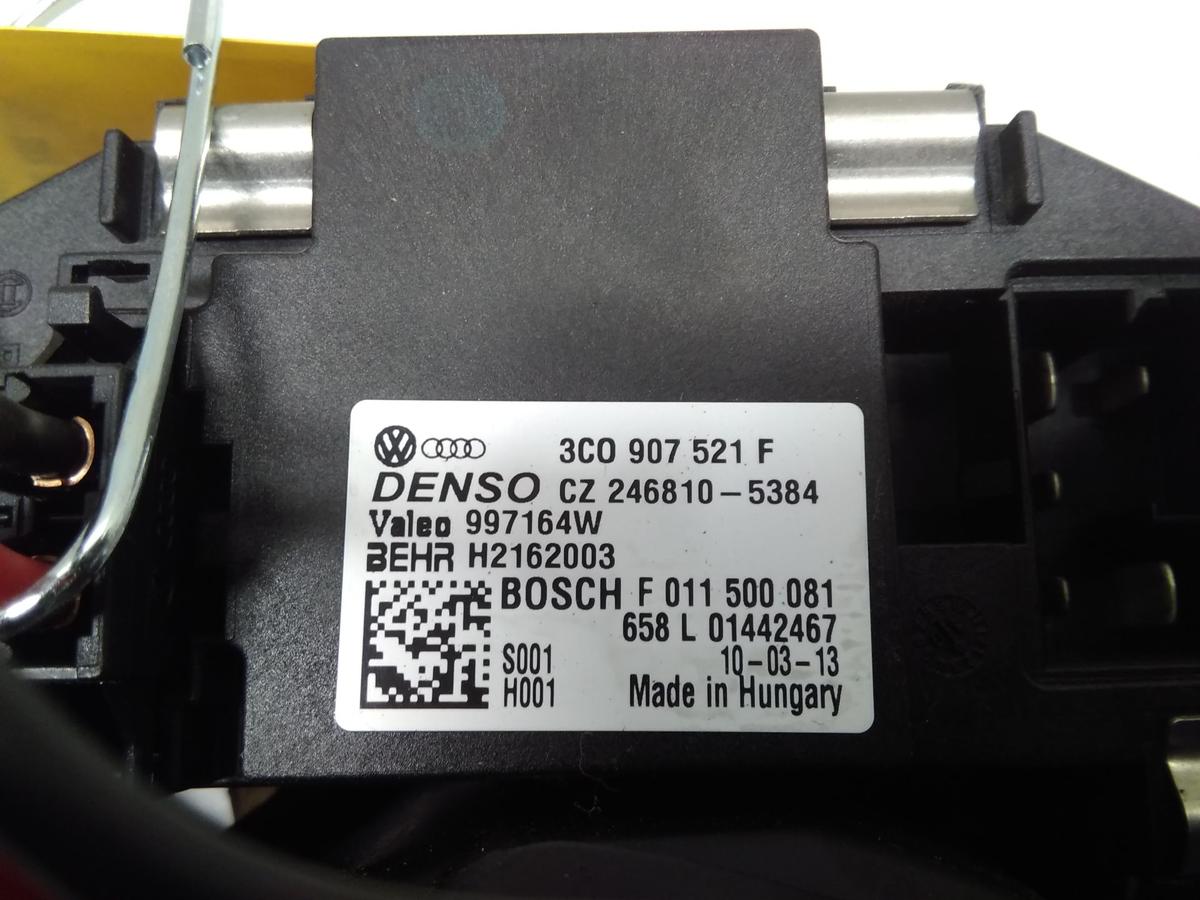 3C0 907 521 F
DENSO CZ 246810-5384
Valeo 997164W
BEHR H2162003
BOSCH F 011 500 081
658 L 01442467
S001 10-03-13
H001 Made in Hungary